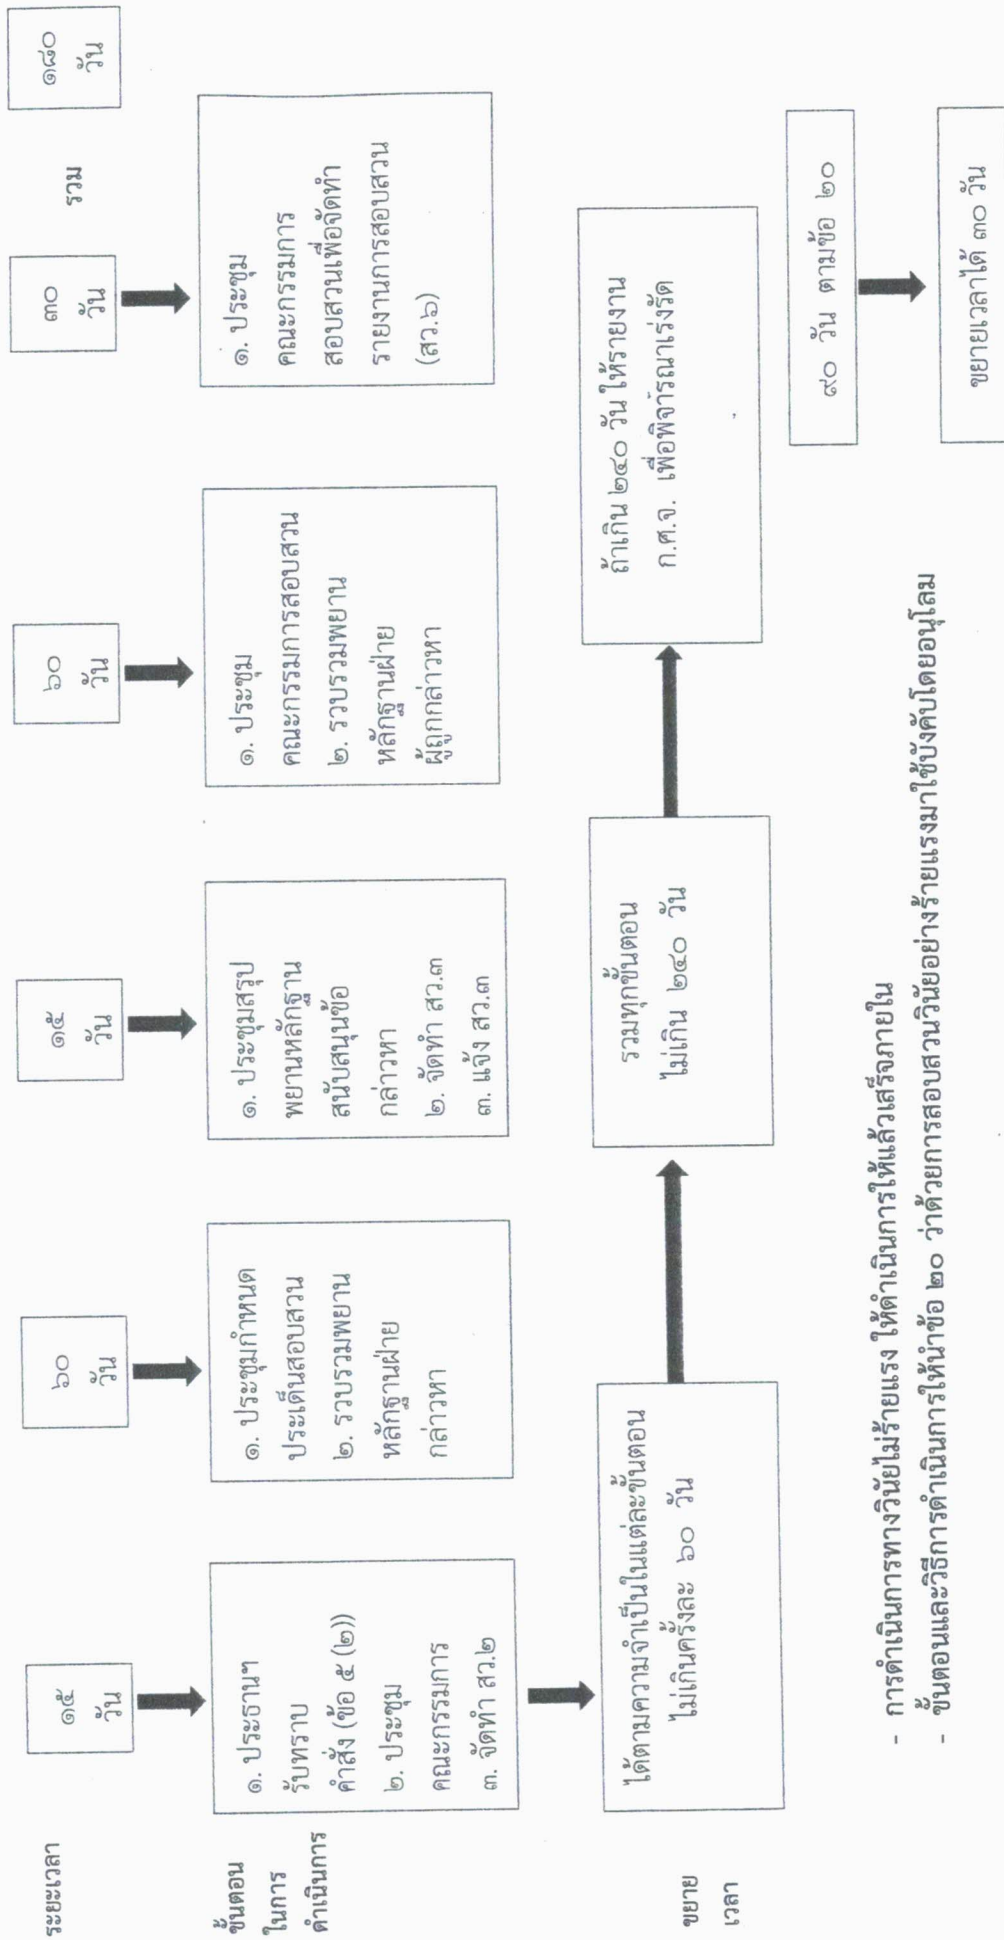 ระยะเวลา
๑๕
วัน
๖๐
วัน
๑๕
วัน
๖๐
วัน
๓๐
วัน
รวม
๑๘๐
วัน
ขั้นตอน
ในการ
ดำเนินการ
๑. ประธานฯ
รับทราบ
คำสั่ง (ข้อ ๕ (๒))
๒. ประชุม
คณะกรรมการ
๓. จัดทำ สว.๒
๑. ประชุมกำหนด
ประเด็นสอบสวน
๒. รวบรวมพยาน
หลักฐานฝ่าย
กล่าวหา
๑. ประชุมสรุป
พยานหลักฐาน
สนับสนุนข้อ
กล่าวหา
๒. จัดทำ สว.๓
๓. แจ้ง สว.๓
๑. ประชุม
คณะกรรมการสอบสวน
๒. รวบรวมพยาน
หลักฐานฝ่าย
ผู้ถูกกล่าวหา
๑. ประชุม
คณะกรรมการ
สอบสวนเพื่อจัดทำ
รายงานการสอบสวน
(สว.๖)
ขยาย
เวลา
ได้ตามความจำเป็นในแต่ละขั้นตอน
ไม่เกินครั้งละ ๖๐ วัน
รวมทุกขั้นตอน
ไม่เกิน ๒๔๐ วัน
ถ้าเกิน ๒๔๐ วัน ให้รายงาน
ก.ศ.จ. เพื่อพิจารณาเร่งรัด
- การดำเนินการทางวินัยไม่ร้ายแรง ให้ดำเนินการให้แล้วเสร็จภายใน
๙๐ วัน ตามข้อ ๒๐
- ขั้นตอนและวิธีการดำเนินการให้นำข้อ ๒๐ ว่าด้วยการสอบสวนวินัยอย่างร้ายแรงมาใช้บังคับโดยอนุโลม
ขยายเวลาได้ ๓๐ วัน